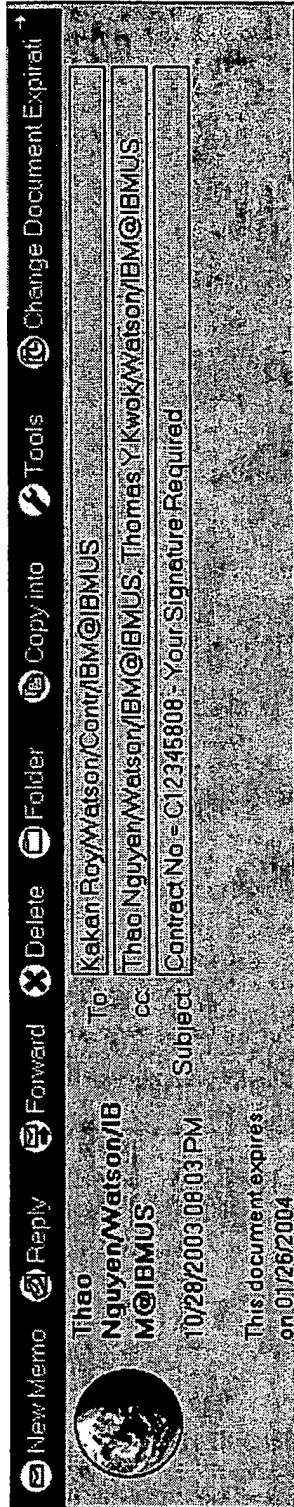 New Memo Reply Forward Delete Folder Copy into Tools Change Document Expirati
Thao
Nguyen/Watson/IB
M@IBMUS
10/28/2003 08:03 PM
This document expires
on 01/26/2004
To: Kakan Roy/Watson/Contr/IBM@IBMUS
cc: Thao Nguyen/Watson/IBM@IBMUS, Thomas Y Kwok/Watson/IBM@IBMUS
Subject: Contract No - C12345808 - Your Signature Required